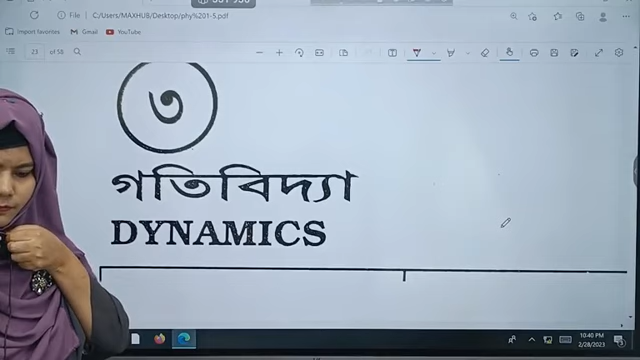 File | C:/Users/MAXHUB/Desktop/phy%201-5.pdf
Import favorites Gmail YouTube
23 of 58
৩
গতিবিদ্যা
DYNAMICS
10:40 PM
2/28/2023